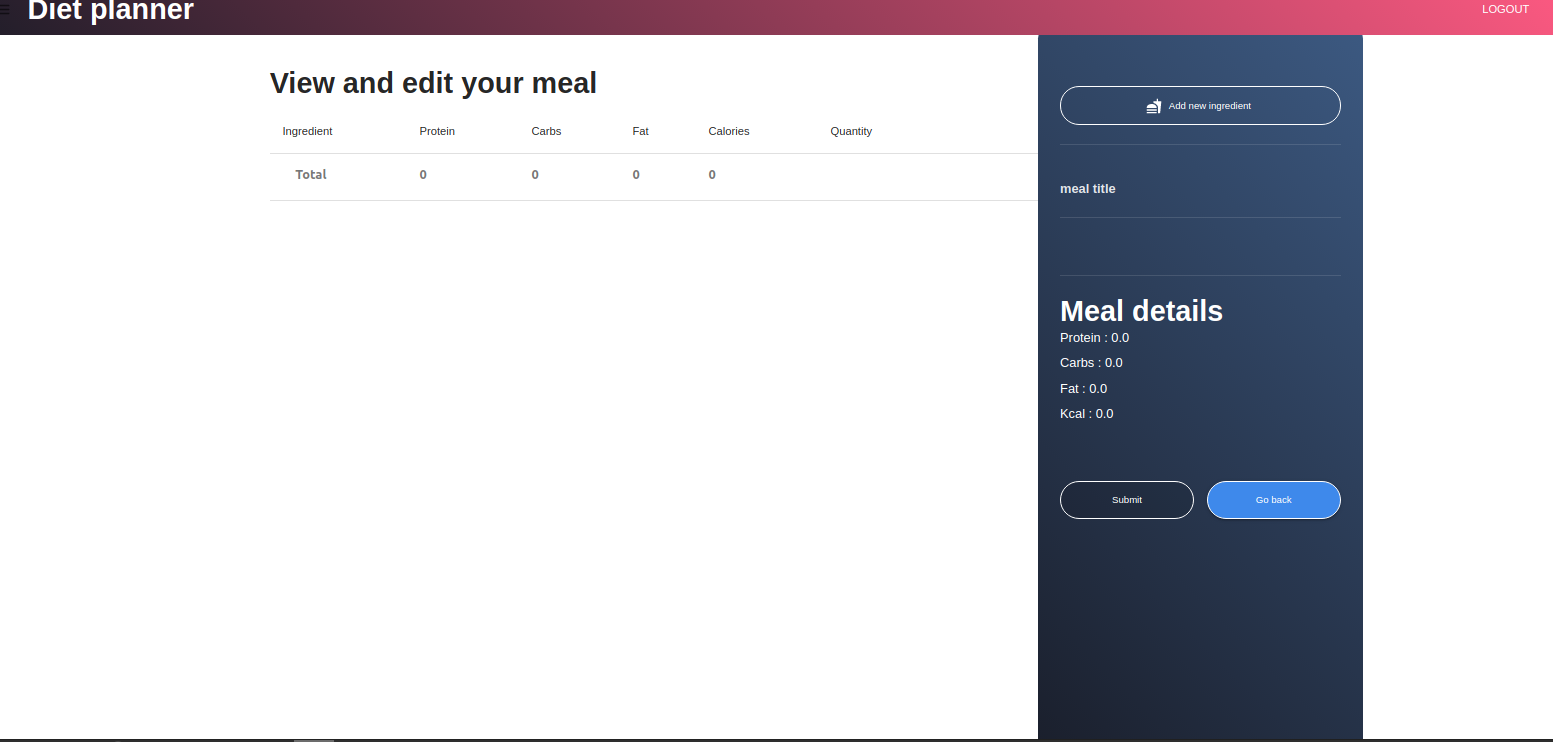 Diet planner
LOGOUT
View and edit your meal
Ingredient Protein Carbs Fat Calories Quantity
Total 0 0 0 0
Add new ingredient
meal title
Meal details
Protein : 0.0
Carbs : 0.0
Fat : 0.0
Kcal : 0.0
Submit Go back